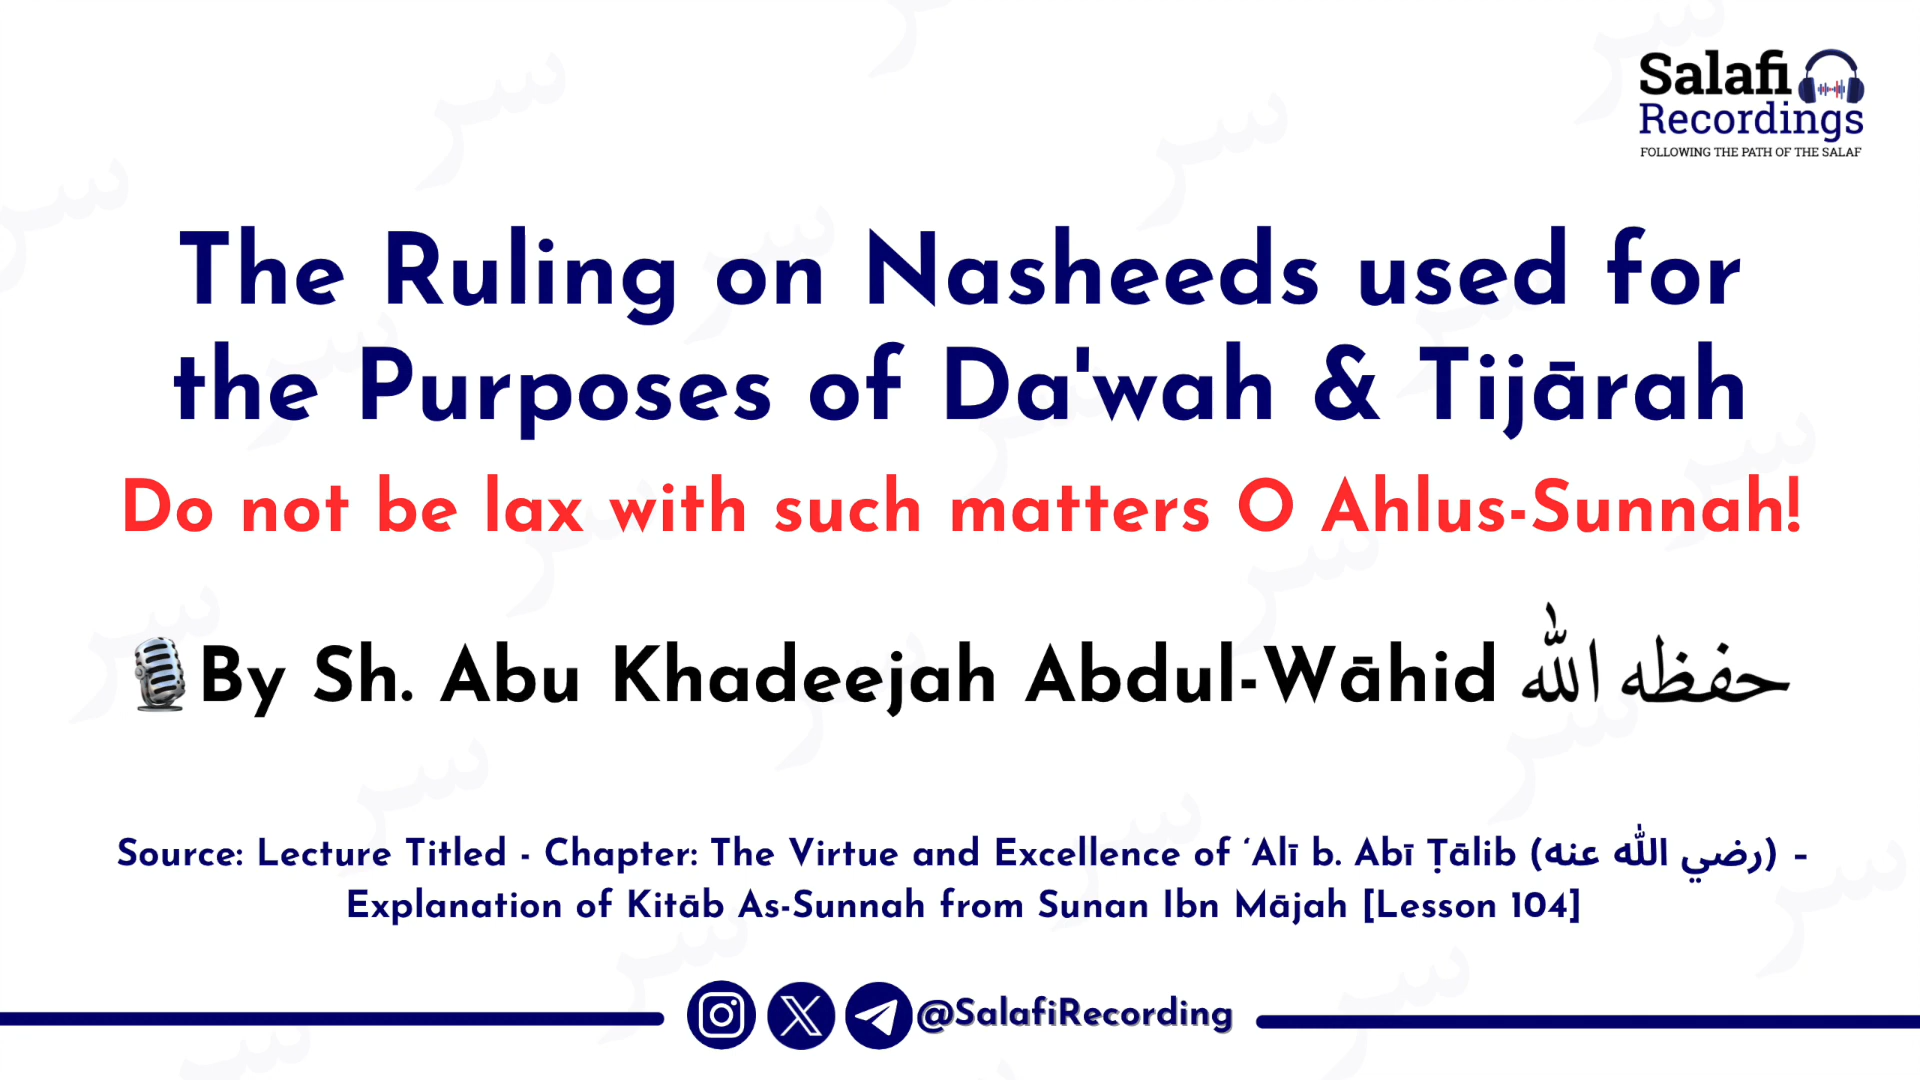 Salafi
Recordings
FOLLOWING THE PATH OF THE SALAF
The Ruling on Nasheeds used for
the Purposes of Da'wah & Tijārah
Do not be lax with such matters O Ahlus-Sunnah!
By Sh. Abu Khadeejah Abdul-Wāhid حفظه الله
Source: Lecture Titled - Chapter: The Virtue and Excellence of ‘Alī b. Abī Ṭālib (رضي الله عنه) –
Explanation of Kitāb As-Sunnah from Sunan Ibn Mājah [Lesson 104]
@SalafiRecording